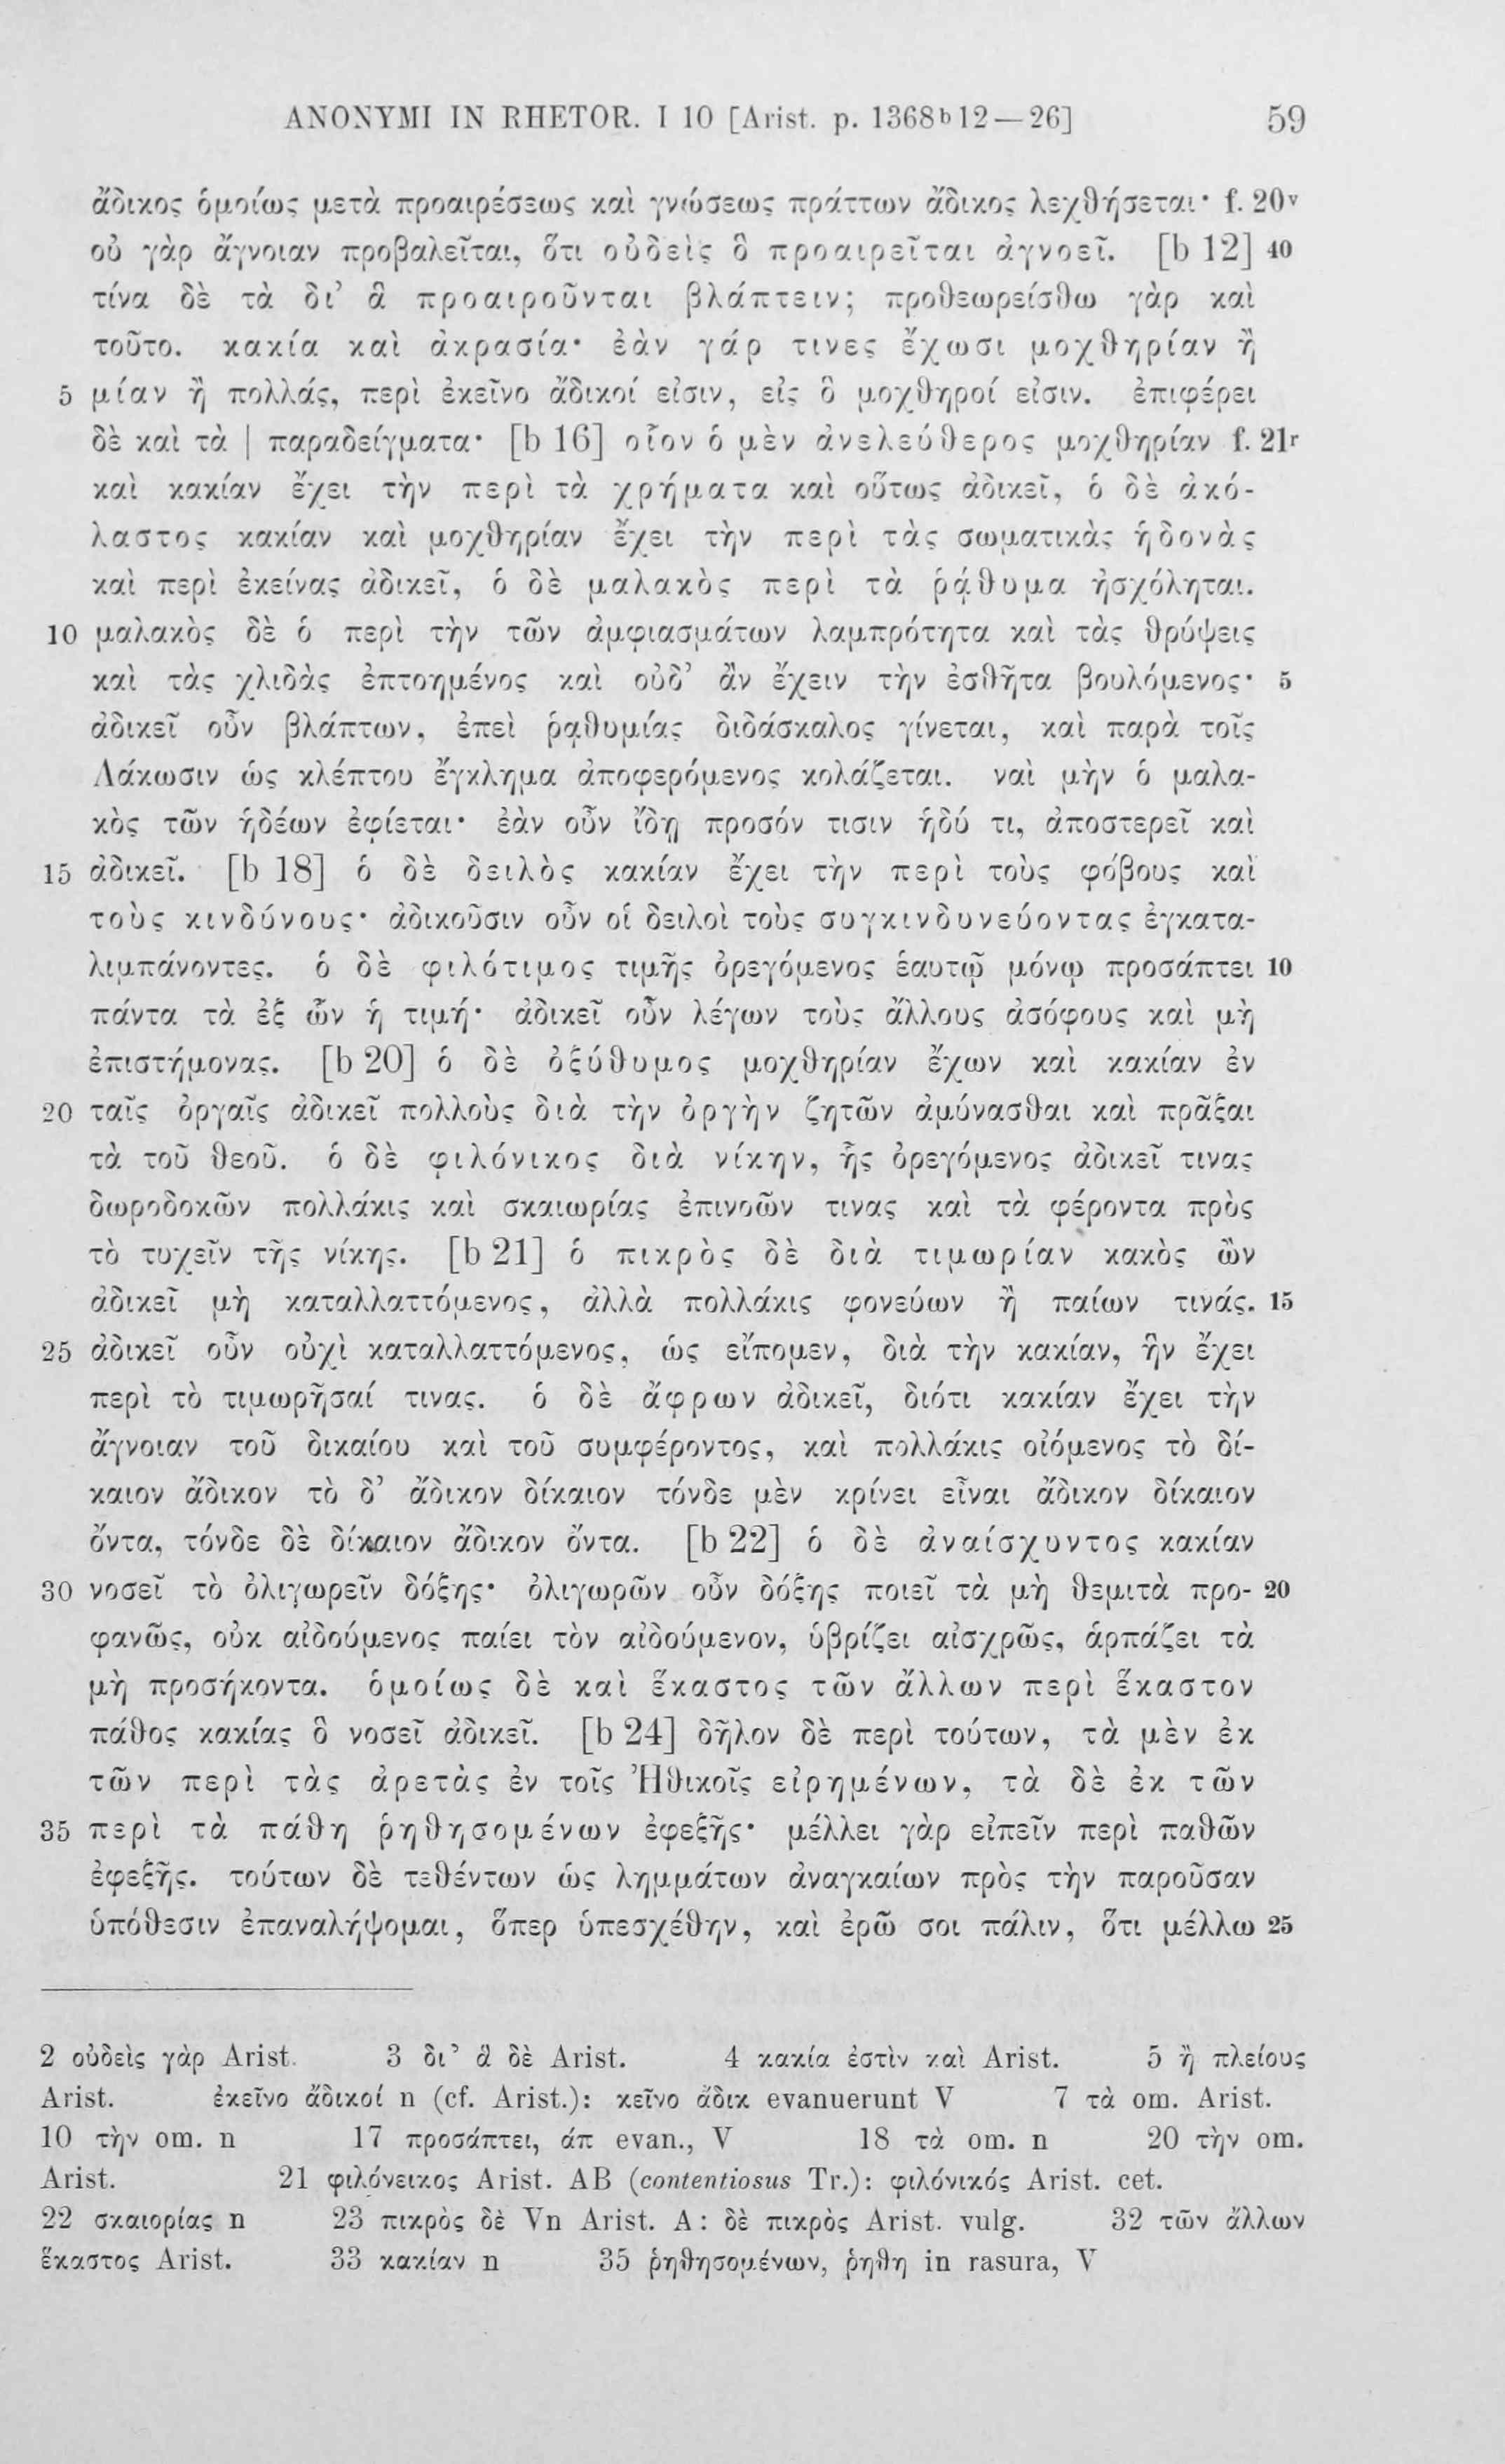 ANONYMI IN RHETOR. I 10 [Arist. p. 1368b12—26] 59
ἄδικος ὁμοίως μετὰ προαιρέσεως καὶ γνώσεως πράττων ἄδικος λεχθήσεται· f. 20v
οὐ γὰρ ἄγνοιαν προβαλεῖται, ὅτι οὐδεὶς ὃ προαιρεῖται ἀγνοεῖ. [b 12] 40
τίνα δὲ τὰ δι’ ἃ προαιροῦνται βλάπτειν; προθεωρείσθω γὰρ καὶ
τοῦτο. κακία καὶ ἀκρασία· ἐὰν γάρ τινες ἔχωσι μοχθηρίαν ἢ
5 μίαν ἢ πολλάς, περὶ ἐκεῖνο ἄδικοί εἰσιν, εἰς ὃ μοχθηροί εἰσιν. ἐπιφέρει
δὲ καὶ τὰ | παραδείγματα· [b 16] οἷον ὁ μὲν ἀνελεύθερος μοχθηρίαν f. 21r
καὶ κακίαν ἔχει τὴν περὶ τὰ χρήματα καὶ οὕτως ἀδικεῖ, ὁ δὲ ἀκό-
λαστος κακίαν καὶ μοχθηρίαν ἔχει τὴν περὶ τὰς σωματικὰς ἡδονὰς
καὶ περὶ ἐκείνας ἀδικεῖ, ὁ δὲ μαλακὸς περὶ τὰ ῥᾴθυμα ἠσχόληται.
10 μαλακὸς δὲ ὁ περὶ τὴν τῶν ἀμφιασμάτων λαμπρότητα καὶ τὰς θρύψεις
καὶ τὰς χλιδὰς ἐπτοημένος καὶ οὐδ’ ἂν ἔχειν τὴν ἐσθῆτα βουλόμενος· 5
ἀδικεῖ οὖν βλάπτων, ἐπεὶ ῥᾳθυμίας διδάσκαλος γίνεται, καὶ παρὰ τοῖς
Λάκωσιν ὡς κλέπτου ἔγκλημα ἀποφερόμενος κολάζεται. ναὶ μὴν ὁ μαλα-
κὸς τῶν ἡδέων ἐφίεται· ἐὰν οὖν ἴδῃ προσόν τισιν ἡδύ τι, ἀποστερεῖ καὶ
15 ἀδικεῖ. [b 18] ὁ δὲ δειλὸς κακίαν ἔχει τὴν περὶ τοὺς φόβους καὶ
τοὺς κινδύνους· ἀδικοῦσιν οὖν οἱ δειλοὶ τοὺς συγκινδυνεύοντας ἐγκατα-
λιμπάνοντες. ὁ δὲ φιλότιμος τιμῆς ὀρεγόμενος ἑαυτῷ μόνῳ προσάπτει 10
πάντα τὰ ἐξ ὧν ἡ τιμή· ἀδικεῖ οὖν λέγων τοὺς ἄλλους ἀσόφους καὶ μὴ
ἐπιστήμονας. [b 20] ὁ δὲ ὀξύθυμος μοχθηρίαν ἔχων καὶ κακίαν ἐν
20 ταῖς ὀργαῖς ἀδικεῖ πολλοὺς διὰ τὴν ὀργὴν ζητῶν ἀμύνασθαι καὶ πρᾶξαι
τὰ τοῦ θεοῦ. ὁ δὲ φιλόνικος διὰ νίκην, ἧς ὀρεγόμενος ἀδικεῖ τινας
δωροδοκῶν πολλάκις καὶ σκαιωρίας ἐπινοῶν τινας καὶ τὰ φέροντα πρὸς
τὸ τυχεῖν τῆς νίκης. [b 21] ὁ πικρὸς δὲ διὰ τιμωρίαν κακὸς ὢν
ἀδικεῖ μὴ καταλλαττόμενος, ἀλλὰ πολλάκις φονεύων ἢ παίων τινάς. 15
25 ἀδικεῖ οὖν οὐχὶ καταλλαττόμενος, ὡς εἴπομεν, διὰ τὴν κακίαν, ἣν ἔχει
περὶ τὸ τιμωρῆσαί τινας. ὁ δὲ ἄφρων ἀδικεῖ, διότι κακίαν ἔχει τὴν
ἄγνοιαν τοῦ δικαίου καὶ τοῦ συμφέροντος, καὶ πολλάκις οἰόμενος τὸ δί-
καιον ἄδικον τὸ δ’ ἄδικον δίκαιον τόνδε μὲν κρίνει εἶναι ἄδικον δίκαιον
ὄντα, τόνδε δὲ δίκαιον ἄδικον ὄντα. [b 22] ὁ δὲ ἀναίσχυντος κακίαν
30 νοσεῖ τὸ ὀλιγωρεῖν δόξης· ὀλιγωρῶν οὖν δόξης ποιεῖ τὰ μὴ θεμιτὰ προ- 20
φανῶς, οὐκ αἰδούμενος παίει τὸν αἰδούμενον, ὑβρίζει αἰσχρῶς, ἁρπάζει τὰ
μὴ προσήκοντα. ὁμοίως δὲ καὶ ἕκαστος τῶν ἄλλων περὶ ἕκαστον
πάθος κακίας ὃ νοσεῖ ἀδικεῖ. [b 24] δῆλον δὲ περὶ τούτων, τὰ μὲν ἐκ
τῶν περὶ τὰς ἀρετὰς ἐν τοῖς Ἠθικοῖς εἰρημένων, τὰ δὲ ἐκ τῶν
35 περὶ τὰ πάθη ῥηθησομένων ἐφεξῆς· μέλλει γὰρ εἰπεῖν περὶ παθῶν
ἐφεξῆς. τούτων δὲ τεθέντων ὡς λημμάτων ἀναγκαίων πρὸς τὴν παροῦσαν
ὑπόθεσιν ἐπαναλήψομαι, ὅπερ ὑπεσχέθην, καὶ ἐρῶ σοι πάλιν, ὅτι μέλλω 25
2 οὐδεὶς γὰρ Arist. 3 δι’ ἃ δὲ Arist. 4 κακία ἐστὶν καὶ Arist. 5 ἢ πλείους
Arist. ἐκεῖνο ἄδικοί n (cf. Arist.): κεῖνο ἄδικ evanuerunt V 7 τὰ om. Arist.
10 τὴν om. n 17 προσάπτει, άπ evan., V 18 τὰ om. n 20 τὴν om.
Arist. 21 φιλόνεικος Arist. AB (contentiosus Tr.): φιλόνικός Arist. cet.
22 σκαιορίας n 23 πικρὸς δὲ Vn Arist. A: δὲ πικρὸς Arist. vulg. 32 τῶν ἄλλων
ἕκαστος Arist. 33 κακίαν n 35 ῥηθησομένων, ῥηθη in rasura, V